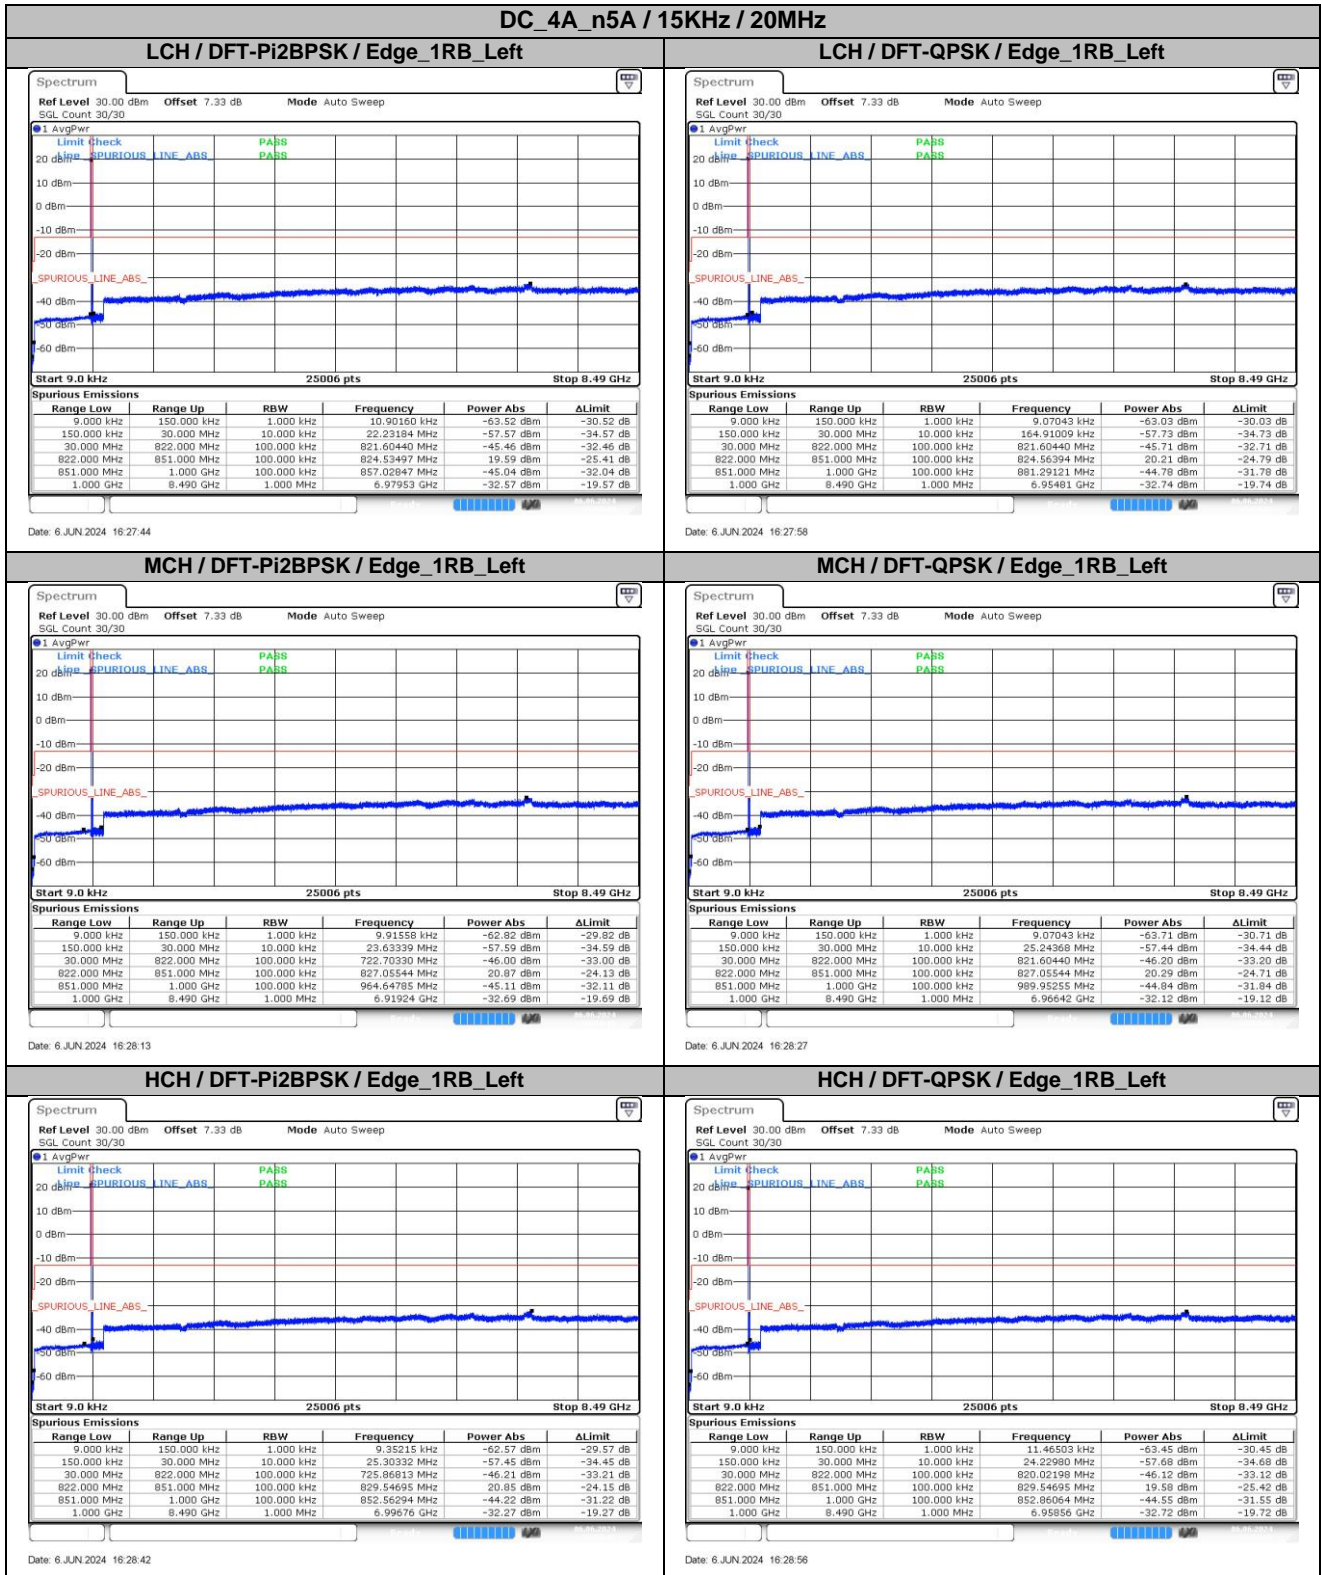 DC_4A_n5A / 15KHz / 20MHz
LCH / DFT-Pi2BPSK / Edge_1RB_Left
Spectrum
Ref Level 30.00 dBm Offset 7.33 dB Mode Auto Sweep
SGL Count 30/30
1 AvgPwr
Limit Check PASS
20 dBm Line _SPURIOUS_LINE_ABS_ PASS
10 dBm
0 dBm
-10 dBm
-20 dBm
_SPURIOUS_LINE_ABS_
-40 dBm
-50 dBm
-60 dBm
Start 9.0 kHz 25006 pts Stop 8.49 GHz
Spurious Emissions
Range Low Range Up RBW Frequency Power Abs ΔLimit
9.000 kHz 150.000 kHz 1.000 kHz 10.90160 kHz -63.52 dBm -30.52 dB
150.000 kHz 30.000 MHz 10.000 kHz 22.23184 MHz -57.57 dBm -34.57 dB
30.000 MHz 822.000 MHz 100.000 kHz 821.60440 MHz -45.46 dBm -32.46 dB
822.000 MHz 851.000 MHz 100.000 kHz 824.53497 MHz 19.59 dBm -25.41 dB
851.000 MHz 1.000 GHz 100.000 kHz 857.02847 MHz -45.04 dBm -32.04 dB
1.000 GHz 8.490 GHz 1.000 MHz 6.97953 GHz -32.57 dBm -19.57 dB
Date: 6.JUN.2024 16:27:44
LCH / DFT-QPSK / Edge_1RB_Left
Spectrum
Ref Level 30.00 dBm Offset 7.33 dB Mode Auto Sweep
SGL Count 30/30
1 AvgPwr
Limit Check PASS
20 dBm Line _SPURIOUS_LINE_ABS_ PASS
10 dBm
0 dBm
-10 dBm
-20 dBm
_SPURIOUS_LINE_ABS_
-40 dBm
-50 dBm
-60 dBm
Start 9.0 kHz 25006 pts Stop 8.49 GHz
Spurious Emissions
Range Low Range Up RBW Frequency Power Abs ΔLimit
9.000 kHz 150.000 kHz 1.000 kHz 9.07043 kHz -63.03 dBm -30.03 dB
150.000 kHz 30.000 MHz 10.000 kHz 164.91009 kHz -57.73 dBm -34.73 dB
30.000 MHz 822.000 MHz 100.000 kHz 821.60440 MHz -45.71 dBm -32.71 dB
822.000 MHz 851.000 MHz 100.000 kHz 824.56394 MHz 20.21 dBm -24.79 dB
851.000 MHz 1.000 GHz 100.000 kHz 881.29121 MHz -44.78 dBm -31.78 dB
1.000 GHz 8.490 GHz 1.000 MHz 6.95481 GHz -32.74 dBm -19.74 dB
Date: 6.JUN.2024 16:27:58
MCH / DFT-Pi2BPSK / Edge_1RB_Left
Spectrum
Ref Level 30.00 dBm Offset 7.33 dB Mode Auto Sweep
SGL Count 30/30
1 AvgPwr
Limit Check PASS
20 dBm Line _SPURIOUS_LINE_ABS_ PASS
10 dBm
0 dBm
-10 dBm
-20 dBm
_SPURIOUS_LINE_ABS_
-40 dBm
-50 dBm
-60 dBm
Start 9.0 kHz 25006 pts Stop 8.49 GHz
Spurious Emissions
Range Low Range Up RBW Frequency Power Abs ΔLimit
9.000 kHz 150.000 kHz 1.000 kHz 9.91558 kHz -62.82 dBm -29.82 dB
150.000 kHz 30.000 MHz 10.000 kHz 23.63339 MHz -57.59 dBm -34.59 dB
30.000 MHz 822.000 MHz 100.000 kHz 722.70330 MHz -46.00 dBm -33.00 dB
822.000 MHz 851.000 MHz 100.000 kHz 827.05544 MHz 20.87 dBm -24.13 dB
851.000 MHz 1.000 GHz 100.000 kHz 964.64785 MHz -45.11 dBm -32.11 dB
1.000 GHz 8.490 GHz 1.000 MHz 6.91924 GHz -32.69 dBm -19.69 dB
Date: 6.JUN.2024 16:28:13
MCH / DFT-QPSK / Edge_1RB_Left
Spectrum
Ref Level 30.00 dBm Offset 7.33 dB Mode Auto Sweep
SGL Count 30/30
1 AvgPwr
Limit Check PASS
20 dBm Line _SPURIOUS_LINE_ABS_ PASS
10 dBm
0 dBm
-10 dBm
-20 dBm
_SPURIOUS_LINE_ABS_
-40 dBm
-50 dBm
-60 dBm
Start 9.0 kHz 25006 pts Stop 8.49 GHz
Spurious Emissions
Range Low Range Up RBW Frequency Power Abs ΔLimit
9.000 kHz 150.000 kHz 1.000 kHz 9.07043 kHz -63.71 dBm -30.71 dB
150.000 kHz 30.000 MHz 10.000 kHz 25.24368 MHz -57.44 dBm -34.44 dB
30.000 MHz 822.000 MHz 100.000 kHz 821.60440 MHz -46.20 dBm -33.20 dB
822.000 MHz 851.000 MHz 100.000 kHz 827.05544 MHz 20.29 dBm -24.71 dB
851.000 MHz 1.000 GHz 100.000 kHz 989.95255 MHz -44.84 dBm -31.84 dB
1.000 GHz 8.490 GHz 1.000 MHz 6.96642 GHz -32.12 dBm -19.12 dB
Date: 6.JUN.2024 16:28:27
HCH / DFT-Pi2BPSK / Edge_1RB_Left
Spectrum
Ref Level 30.00 dBm Offset 7.33 dB Mode Auto Sweep
SGL Count 30/30
1 AvgPwr
Limit Check PASS
20 dBm Line _SPURIOUS_LINE_ABS_ PASS
10 dBm
0 dBm
-10 dBm
-20 dBm
_SPURIOUS_LINE_ABS_
-40 dBm
-50 dBm
-60 dBm
Start 9.0 kHz 25006 pts Stop 8.49 GHz
Spurious Emissions
Range Low Range Up RBW Frequency Power Abs ΔLimit
9.000 kHz 150.000 kHz 1.000 kHz 9.35215 kHz -62.57 dBm -29.57 dB
150.000 kHz 30.000 MHz 10.000 kHz 25.30332 MHz -57.45 dBm -34.45 dB
30.000 MHz 822.000 MHz 100.000 kHz 725.86813 MHz -46.21 dBm -33.21 dB
822.000 MHz 851.000 MHz 100.000 kHz 829.54695 MHz 20.85 dBm -24.15 dB
851.000 MHz 1.000 GHz 100.000 kHz 852.56294 MHz -44.22 dBm -31.22 dB
1.000 GHz 8.490 GHz 1.000 MHz 6.99676 GHz -32.27 dBm -19.27 dB
Date: 6.JUN.2024 16:28:42
HCH / DFT-QPSK / Edge_1RB_Left
Spectrum
Ref Level 30.00 dBm Offset 7.33 dB Mode Auto Sweep
SGL Count 30/30
1 AvgPwr
Limit Check PASS
20 dBm Line _SPURIOUS_LINE_ABS_ PASS
10 dBm
0 dBm
-10 dBm
-20 dBm
_SPURIOUS_LINE_ABS_
-40 dBm
-50 dBm
-60 dBm
Start 9.0 kHz 25006 pts Stop 8.49 GHz
Spurious Emissions
Range Low Range Up RBW Frequency Power Abs ΔLimit
9.000 kHz 150.000 kHz 1.000 kHz 11.46503 kHz -63.45 dBm -30.45 dB
150.000 kHz 30.000 MHz 10.000 kHz 24.22980 MHz -57.68 dBm -34.68 dB
30.000 MHz 822.000 MHz 100.000 kHz 820.02198 MHz -46.12 dBm -33.12 dB
822.000 MHz 851.000 MHz 100.000 kHz 829.54695 MHz 19.58 dBm -25.42 dB
851.000 MHz 1.000 GHz 100.000 kHz 852.86064 MHz -44.55 dBm -31.55 dB
1.000 GHz 8.490 GHz 1.000 MHz 6.95856 GHz -32.72 dBm -19.72 dB
Date: 6.JUN.2024 16:28:56